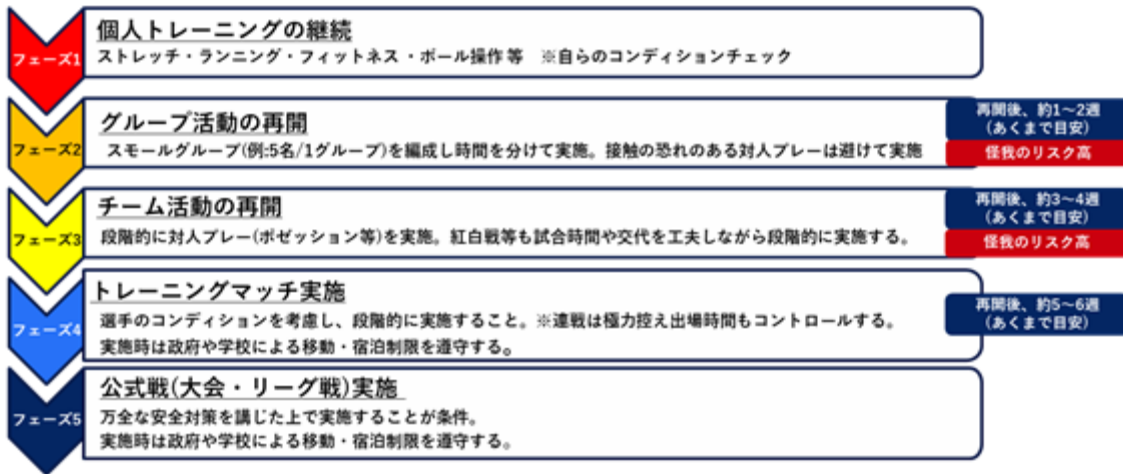 フェーズ1
個人トレーニングの継続
ストレッチ・ランニング・フィットネス・ボール操作 等　※自らのコンディションチェック
フェーズ2
グループ活動の再開
スモールグループ(例:5名/1グループ)を編成し時間を分けて実施。接触の恐れのある対人プレーは避けて実施
再開後、約1～2週
(あくまで目安)
怪我のリスク高
フェーズ3
チーム活動の再開
段階的に対人プレー(ポゼッション等)を実施。紅白戦等も試合時間や交代を工夫しながら段階的に実施する。
再開後、約3～4週
(あくまで目安)
怪我のリスク高
フェーズ4
トレーニングマッチ実施
選手のコンディションを考慮し、段階的に実施すること。※連戦は極力控え出場時間もコントロールする。
実施時は政府や学校による移動・宿泊制限を遵守する。
再開後、約5～6週
(あくまで目安)
フェーズ5
公式戦(大会・リーグ戦)実施
万全な安全対策を講じた上で実施することが条件。
実施時は政府や学校による移動・宿泊制限を遵守する。